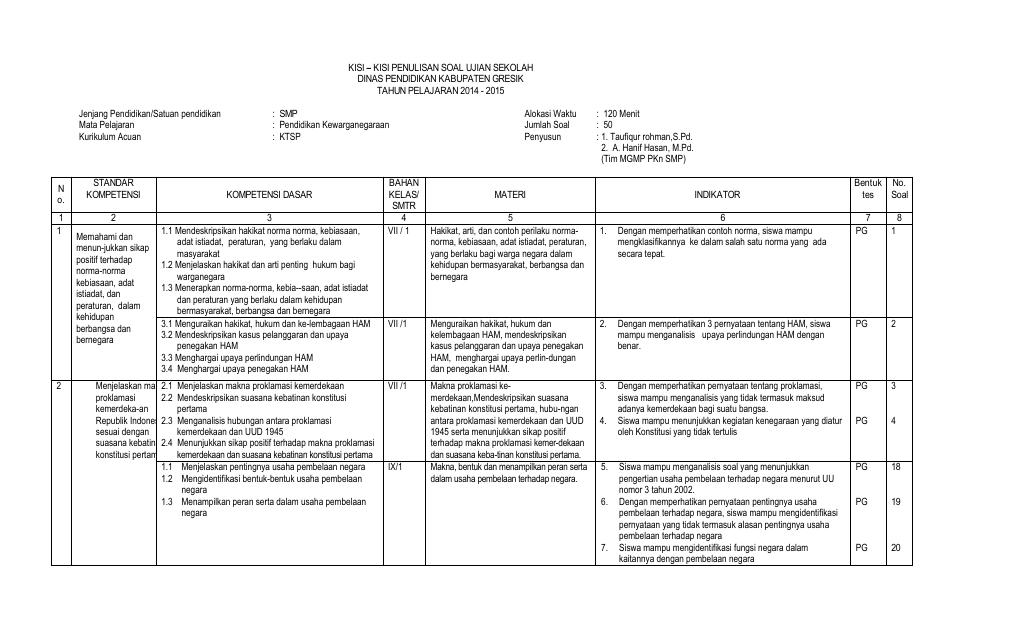 KISI – KISI PENULISAN SOAL UJIAN SEKOLAH
DINAS PENDIDIKAN KABUPATEN GRESIK
TAHUN PELAJARAN 2014 - 2015
Jenjang Pendidikan/Satuan pendidikan : SMP Alokasi Waktu : 120 Menit
Mata Pelajaran : Pendidikan Kewarganegaraan Jumlah Soal : 50
Kurikulum Acuan : KTSP Penyusun : 1. Taufiqur rohman,S.Pd.
2. A. Hanif Hasan, M.Pd.
(Tim MGMP PKn SMP)
No.
STANDAR
KOMPETENSI
KOMPETENSI DASAR
BAHAN
KELAS/
SMTR
MATERI
INDIKATOR
Bentuk
tes
No.
Soal
1 2 3 4 5 6 7 8
1
Memahami dan
menun-jukkan sikap
positif terhadap
norma-norma
kebiasaan, adat
istiadat, dan
peraturan, dalam
kehidupan
berbangsa dan
bernegara
1.1 Mendeskripsikan hakikat norma norma, kebiasaan,
adat istiadat, peraturan, yang berlaku dalam
masyarakat
1.2 Menjelaskan hakikat dan arti penting hukum bagi
warganegara
1.3 Menerapkan norma-norma, kebia--saan, adat istiadat
dan peraturan yang berlaku dalam kehidupan
bermasyarakat, berbangsa dan bernegara
VII / 1
Hakikat, arti, dan contoh perilaku norma-
norma, kebiasaan, adat istiadat, peraturan,
yang berlaku bagi warga negara dalam
kehidupan bermasyarakat, berbangsa dan
bernegara
1. Dengan memperhatikan contoh norma, siswa mampu
mengklasifikannya ke dalam salah satu norma yang ada
secara tepat.
PG
1
3.1 Menguraikan hakikat, hukum dan ke-lembagaan HAM
3.2 Mendeskripsikan kasus pelanggaran dan upaya
penegakan HAM
3.3 Menghargai upaya perlindungan HAM
3.4 Menghargai upaya penegakan HAM
VII /1
Menguraikan hakikat, hukum dan
kelembagaan HAM, mendeskripsikan
kasus pelanggaran dan upaya penegakan
HAM, menghargai upaya perlin-dungan
dan penegakan HAM.
2. Dengan memperhatikan 3 pernyataan tentang HAM, siswa
mampu menganalisis upaya perlindungan HAM dengan
benar.
PG
2
2
Menjelaskan ma
proklamasi
kemerdeka-an
Republik Indones
sesuai dengan
suasana kebatin
konstitusi pertam
2.1 Menjelaskan makna proklamasi kemerdekaan
2.2 Mendeskripsikan suasana kebatinan konstitusi
pertama
2.3 Menganalisis hubungan antara proklamasi
kemerdekaan dan UUD 1945
2.4 Menunjukkan sikap positif terhadap makna proklamasi
kemerdekaan dan suasana kebatinan konstitusi pertama
VII /1
Makna proklamasi ke-
merdekaan,Mendeskripsikan suasana
kebatinan konstitusi pertama, hubu-ngan
antara proklamasi kemerdekaan dan UUD
1945 serta menunjukkan sikap positif
terhadap makna proklamasi kemer-dekaan
dan suasana keba-tinan konstitusi pertama.
3. Dengan memperhatikan pernyataan tentang proklamasi,
siswa mampu menganalisis yang tidak termasuk maksud
adanya kemerdekaan bagi suatu bangsa.
PG
3
4. Siswa mampu menunjukkan kegiatan kenegaraan yang diatur
oleh Konstitusi yang tidak tertulis
PG
4
1.1 Menjelaskan pentingnya usaha pembelaan negara
1.2 Mengidentifikasi bentuk-bentuk usaha pembelaan
negara
1.3 Menampilkan peran serta dalam usaha pembelaan
negara
IX/1
Makna, bentuk dan menampilkan peran serta
dalam usaha pembelaan terhadap negara.
5. Siswa mampu menganalisis soal yang menunjukkan
pengertian usaha pembelaan terhadap negara menurut UU
nomor 3 tahun 2002.
PG
18
6. Dengan memperhatikan pernyataan pentingnya usaha
pembelaan terhadap negara, siswa mampu mengidentifikasi
pernyataan yang tidak termasuk alasan pentingnya usaha
pembelaan terhadap negara
PG
19
7. Siswa mampu mengidentifikasi fungsi negara dalam
kaitannya dengan pembelaan negara
PG
20